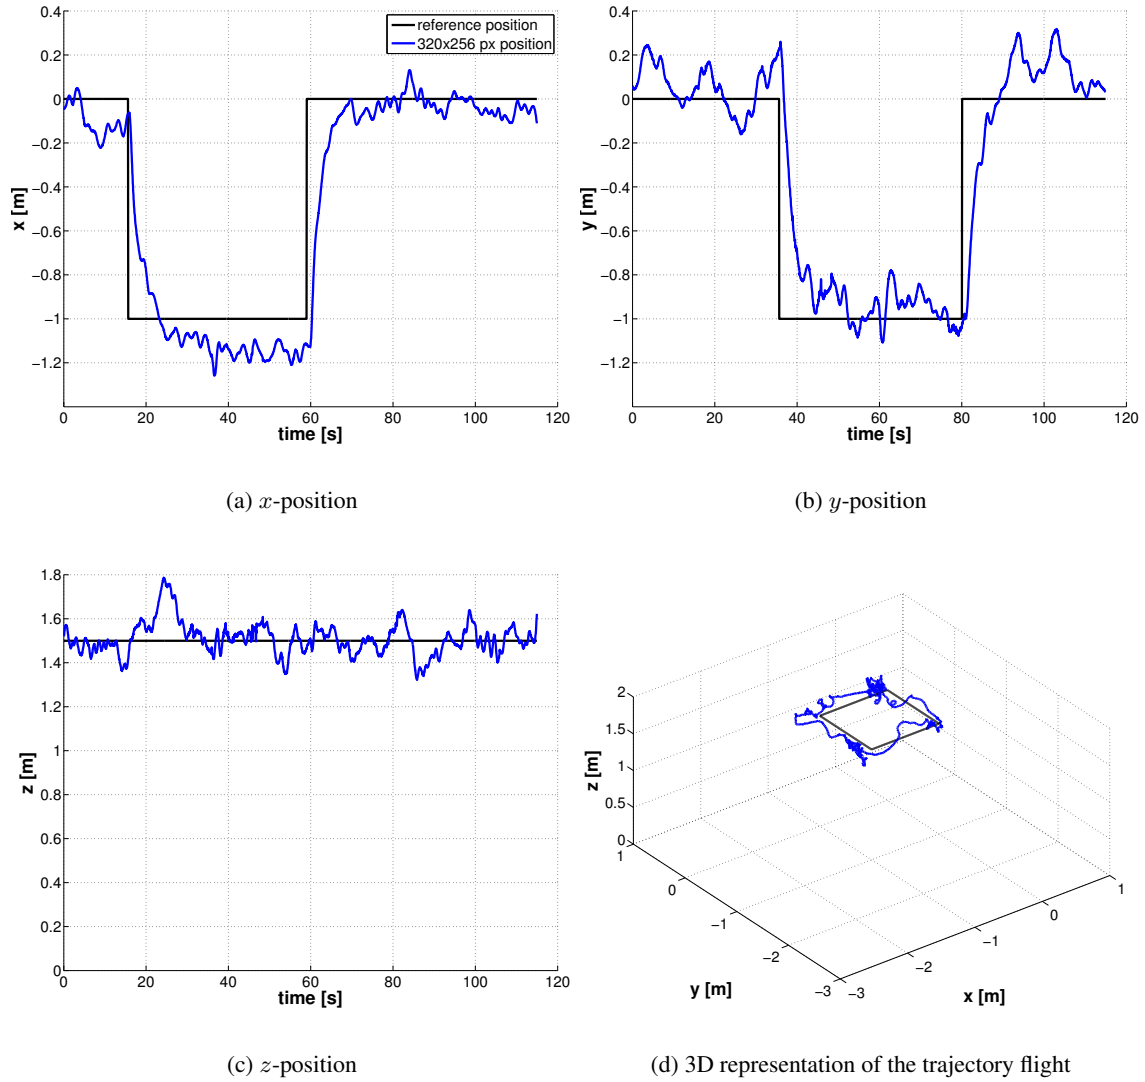 0.4
0.2
0
−0.2
−0.4
−0.6
−0.8
−1
−1.2
x [m]
reference position
320x256 px position
0 20 40 60 80 100 120
time [s]
(a) x-position
0.4
0.2
0
−0.2
−0.4
−0.6
−0.8
−1
−1.2
y [m]
0 20 40 60 80 100 120
time [s]
(b) y-position
1.8
1.6
1.4
1.2
1
0.8
0.6
0.4
0.2
0
z [m]
0 20 40 60 80 100 120
time [s]
(c) z-position
2
1.5
1
0.5
0
z [m]
1
0
−1
−2
−3
y [m]
−3
−2
−1
0
1
x [m]
(d) 3D representation of the trajectory flight